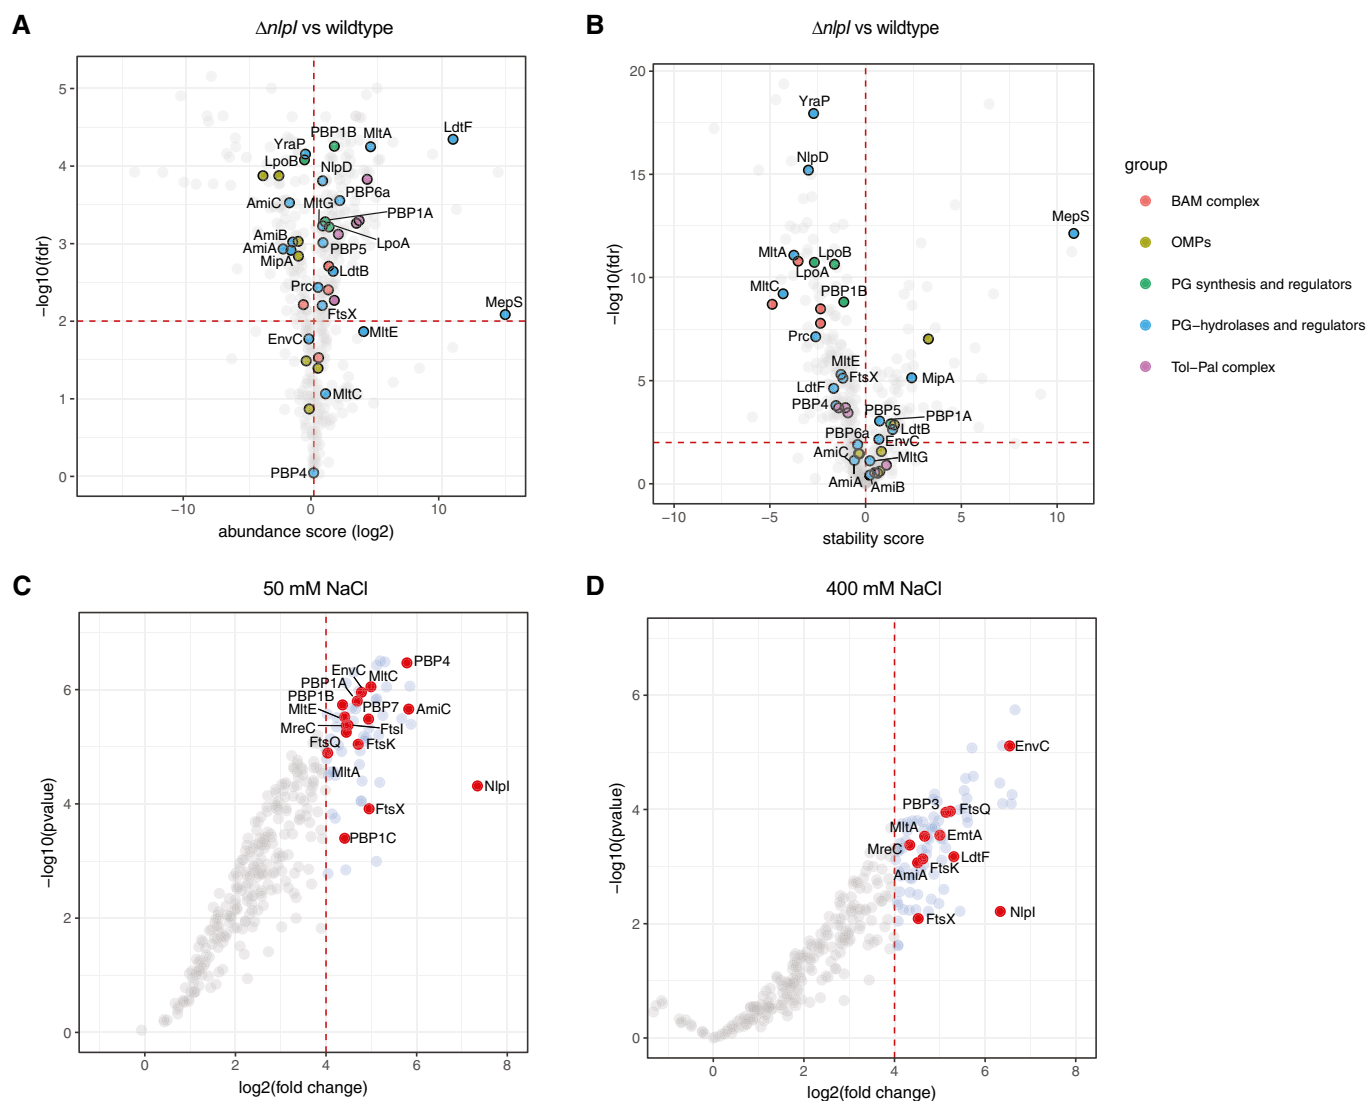 A
ΔnlpI vs wildtype
5
4
3
2
1
0
−10
0
10
−log10(fdr)
abundance score (log2)
LdtF
PBP1B
MltA
YraP
LpoB
NlpD
PBP6a
AmiC
MltG
PBP1A
AmiB
LpoA
AmiA
PBP5
MipA
LdtB
Prc
MepS
FtsX
EnvC
MltE
MltC
PBP4
B
ΔnlpI vs wildtype
20
15
10
5
0
−10
−5
0
5
10
−log10(fdr)
stability score
YraP
NlpD
MepS
MltA
LpoB
LpoA
MltC
PBP1B
Prc
MltE
FtsX
MipA
LdtF
PBP4
PBP5
PBP1A
PBP6a
LdtB
EnvC
AmiC
MltG
AmiA
AmiB
group
BAM complex
OMPs
PG synthesis and regulators
PG−hydrolases and regulators
Tol−Pal complex
C
50 mM NaCl
6
4
2
0
0
2
4
6
8
−log10(pvalue)
log2(fold change)
PBP4
EnvC
MltC
PBP1A
PBP1B
PBP7
AmiC
MltE
MreC
FtsI
FtsQ
FtsK
MltA
NlpI
FtsX
PBP1C
D
400 mM NaCl
6
4
2
0
0
2
4
6
8
−log10(pvalue)
log2(fold change)
EnvC
PBP3
FtsQ
MltA
EmtA
MreC
LdtF
FtsK
AmiA
NlpI
FtsX